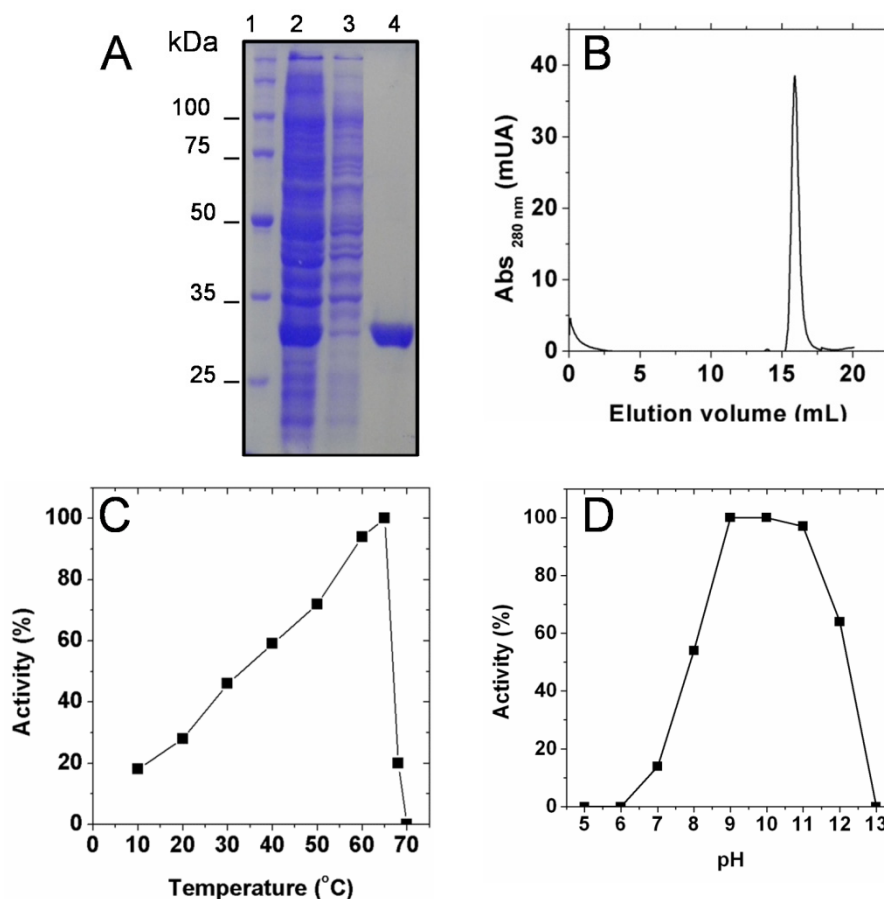 A
kDa
1 2 3 4
100
75
50
35
25
B
Abs 280 nm (mUA)
40
30
20
10
0
0 5 10 15 20
Elution volume (mL)
C
Activity (%)
100
80
60
40
20
0
0 10 20 30 40 50 60 70
Temperature (°C)
D
Activity (%)
100
80
60
40
20
0
5 6 7 8 9 10 11 12 13
pH